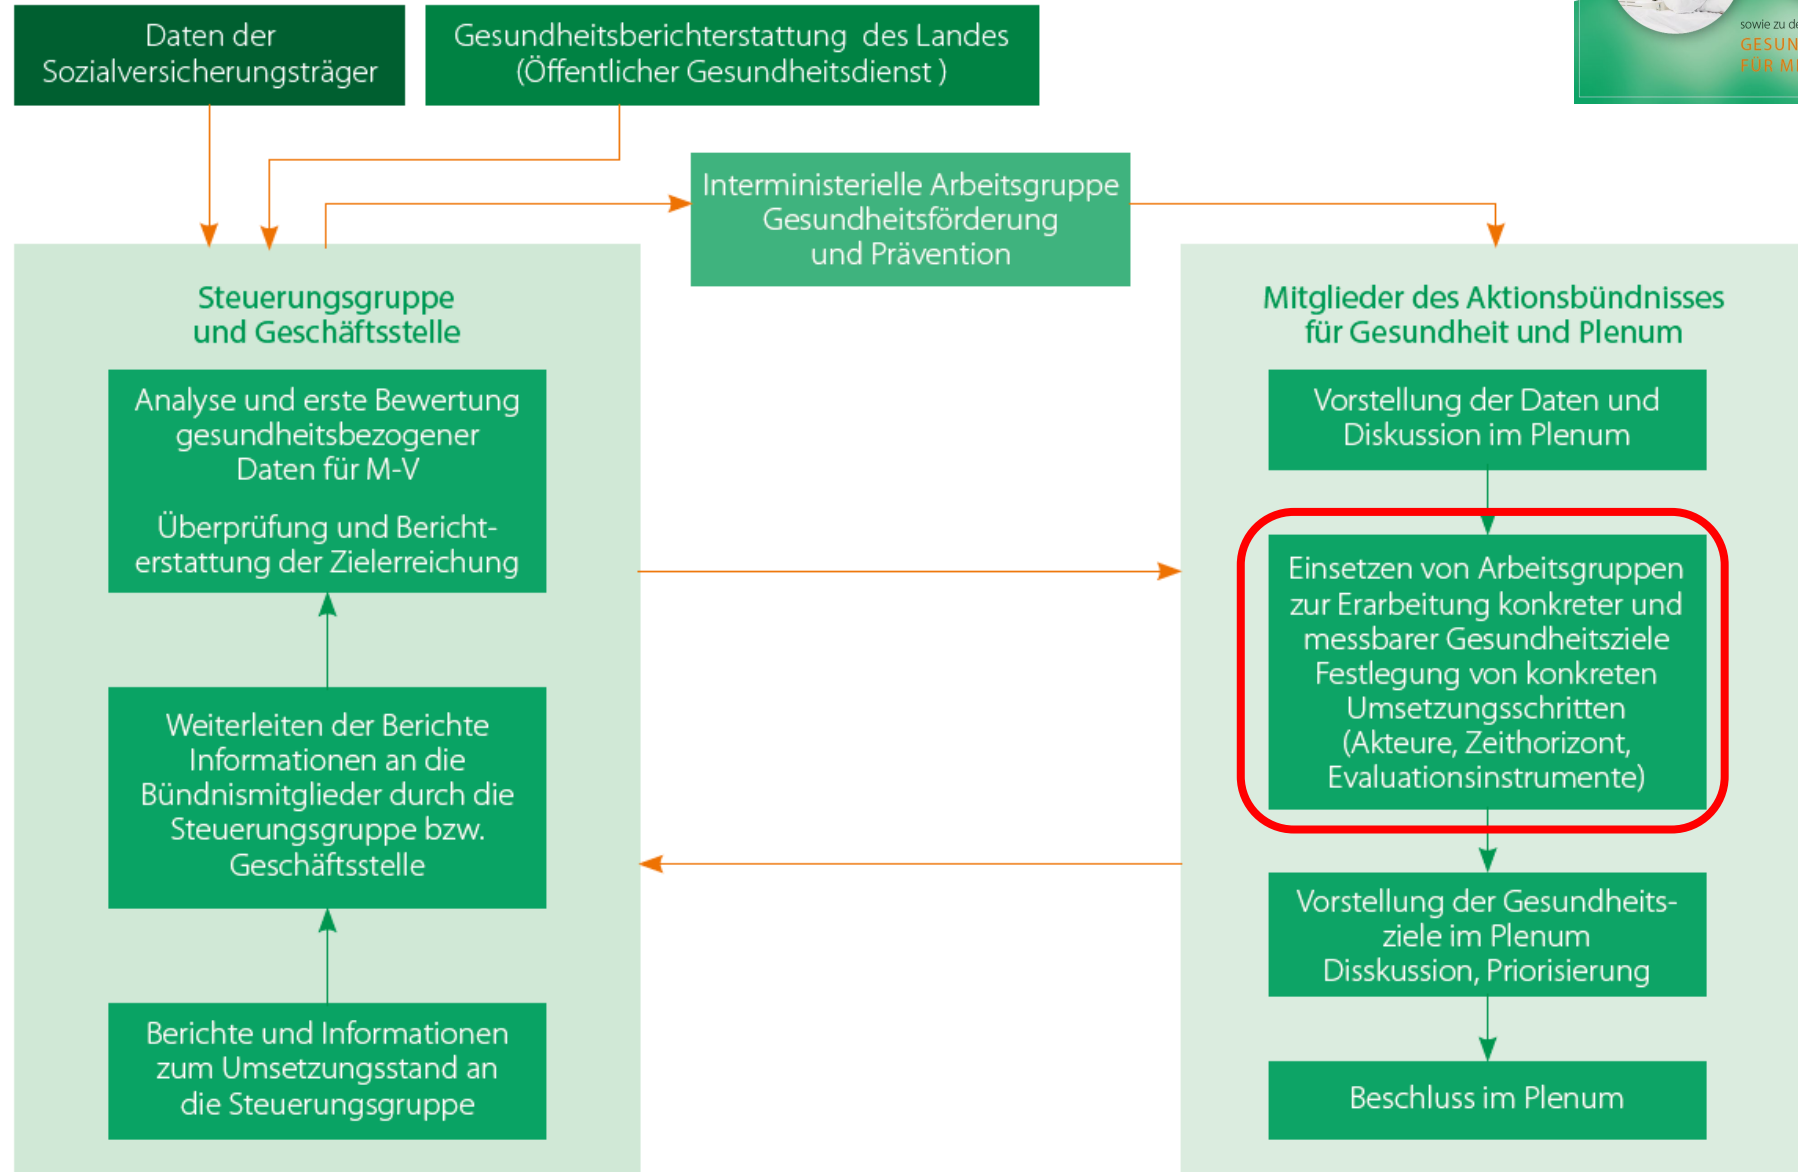 Daten der
Sozialversicherungsträger
Gesundheitsberichterstattung des Landes
(Öffentlicher Gesundheitsdienst )
sowie zu
Interministerielle Arbeitsgruppe
Gesundheitsförderung
und Prävention
Steuerungsgruppe
und Geschäftsstelle
Analyse und erste Bewertung
gesundheitsbezogener
Daten für M-V
Überprüfung und Bericht-
erstattung der Zielerreichung
Weiterleiten der Berichte
Informationen an die
Bündnismitglieder durch die
Steuerungsgruppe bzw.
Geschäftsstelle
Berichte und Informationen
zum Umsetzungsstand an
die Steuerungsgruppe
Mitglieder des Aktionsbündnisses
für Gesundheit und Plenum
Vorstellung der Daten und
Diskussion im Plenum
Einsetzen von Arbeitsgruppen
zur Erarbeitung konkreter und
messbarer Gesundheitsziele
Festlegung von konkreten
Umsetzungsschritten
(Akteure, Zeithorizont,
Evaluationsinstrumente)
Vorstellung der Gesundheits-
ziele im Plenum
Disskussion, Priorisierung
Beschluss im Plenum